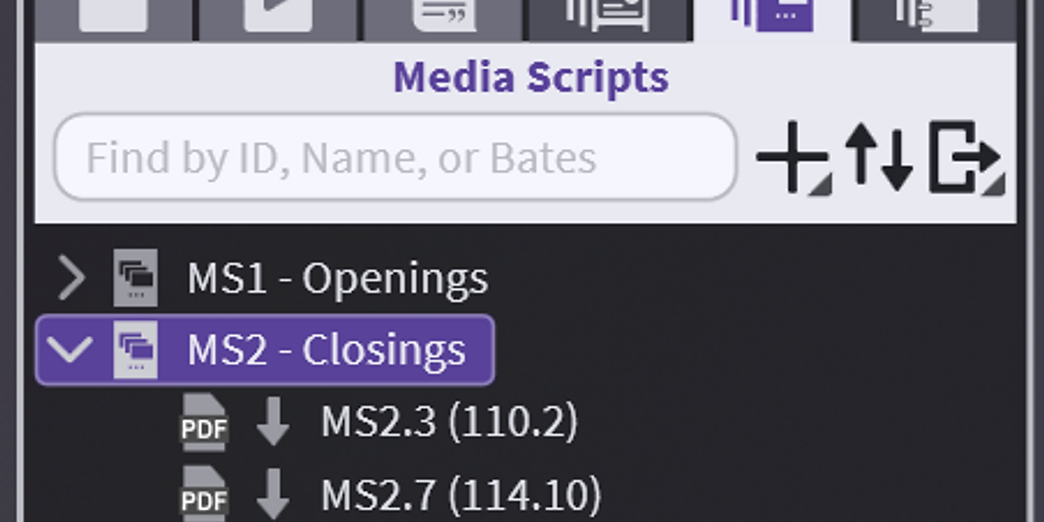 Media Scripts
Find by ID, Name, or Bates
MS1 - Openings
MS2 - Closings
PDF MS2.3 (110.2)
PDF MS2.7 (114.10)